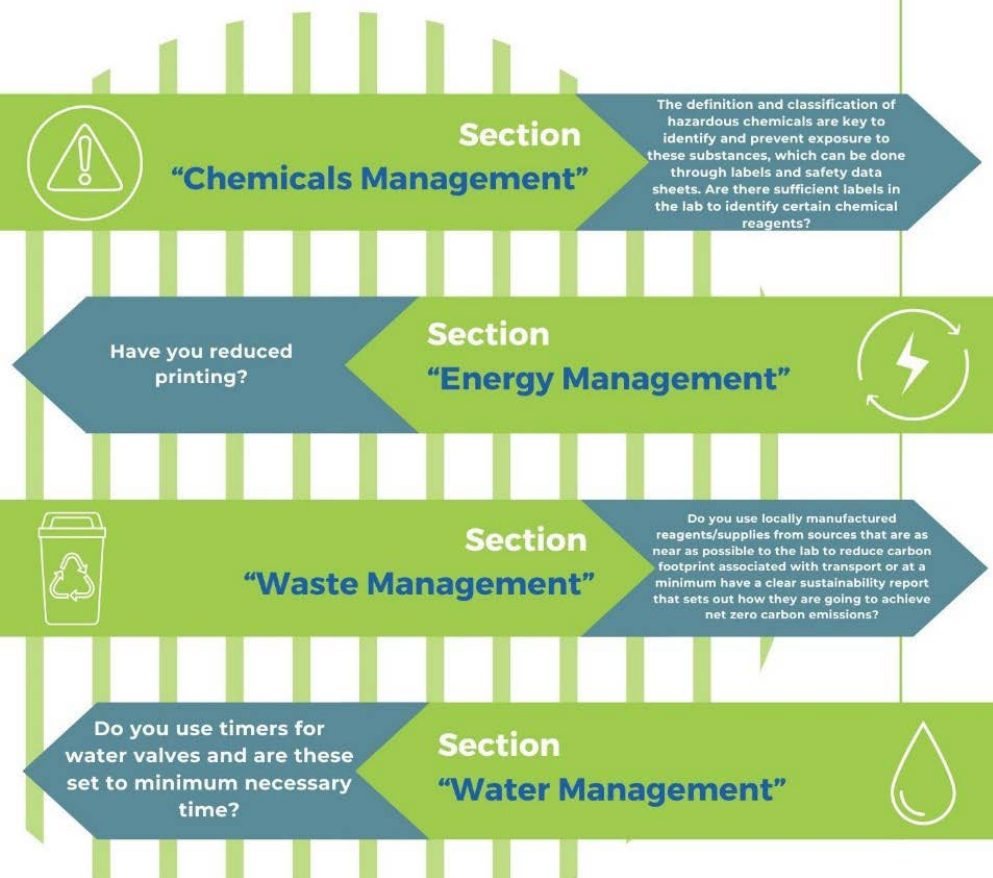 Section
“Chemicals Management”
The definition and classification of
hazardous chemicals are key to
identify and prevent exposure to
these substances, which can be done
through labels and safety data
sheets. Are there sufficient labels in
the lab to identify certain chemical
reagents?
Have you reduced
printing?
Section
“Energy Management”
Section
“Waste Management”
Do you use locally manufactured
reagents/supplies from sources that are as
near as possible to the lab to reduce carbon
footprint associated with transport or at a
minimum have a clear sustainability report
that sets out how they are going to achieve
net zero carbon emissions?
Do you use timers for
water valves and are these
set to minimum necessary
time?
Section
“Water Management”